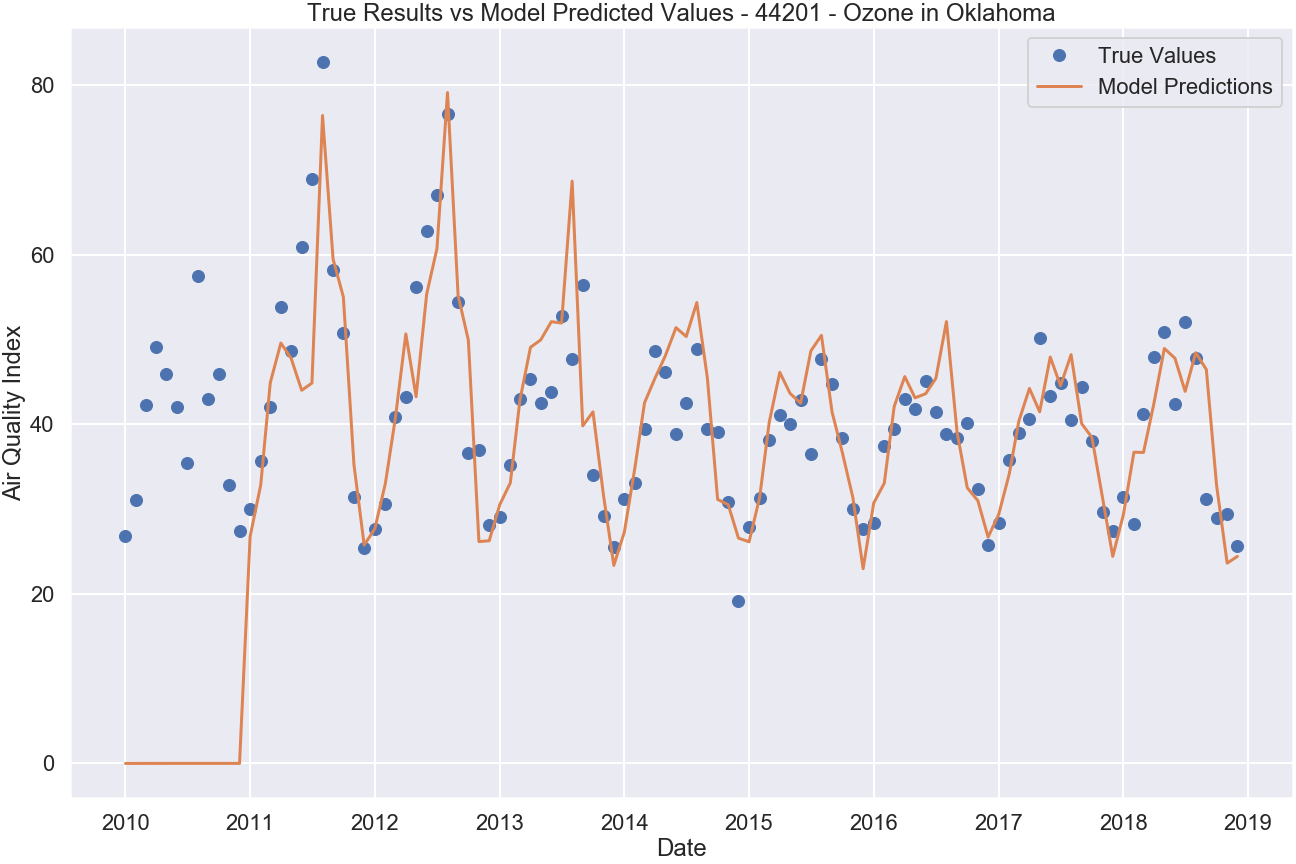 True Results vs Model Predicted Values - 44201 - Ozone in Oklahoma
True Values
Model Predictions
80
60
40
20
0
Air Quality Index
2010 2011 2012 2013 2014 2015 2016 2017 2018 2019
Date